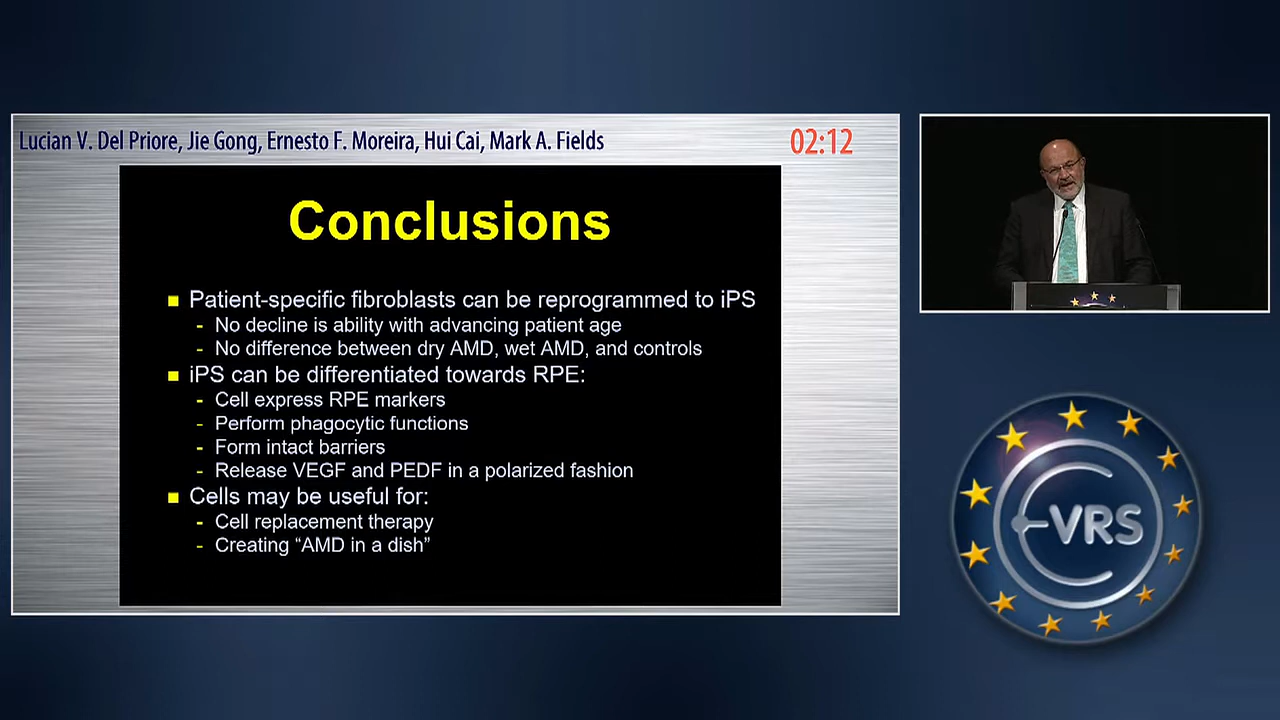 Lucian V. Del Priore, Jie Gong, Ernesto F. Moreira, Hui Cai, Mark A. Fields
02:12
Conclusions
Patient-specific fibroblasts can be reprogrammed to iPS
- No decline is ability with advancing patient age
- No difference between dry AMD, wet AMD, and controls
iPS can be differentiated towards RPE:
- Cell express RPE markers
- Perform phagocytic functions
- Form intact barriers
- Release VEGF and PEDF in a polarized fashion
Cells may be useful for:
- Cell replacement therapy
- Creating “AMD in a dish”
EVRS